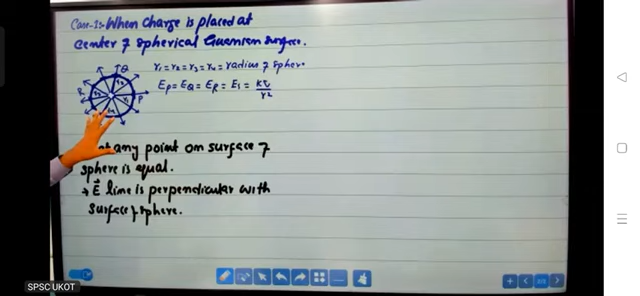 Case-1:- When Charge is placed at
center of spherical Guassian surface.
r1 = r2 = r3 = r4 = radius of sphere
EP = EQ = ER = ES = kq/r2
Q
R
P
r1
any point on surface of
sphere is equal.
→ E⃗ line is perpendicular with
surface of sphere.
SPSC UKOT